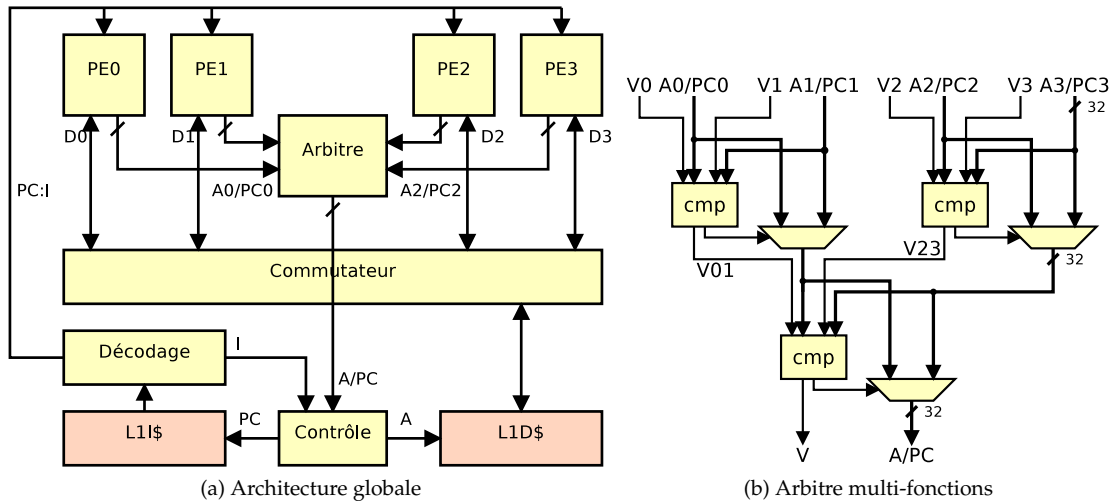 PE0 PE1 PE2 PE3
D0 D1 Arbitre D2 D3
PC:I A0/PC0 A2/PC2
Commutateur
Décodage I
A/PC
L1I$ PC Contrôle A L1D$
(a) Architecture globale
V0 A0/PC0 V1 A1/PC1 V2 A2/PC2 V3 A3/PC3
32
cmp cmp
V01 V23 32
cmp
32
V A/PC
(b) Arbitre multi-fonctions